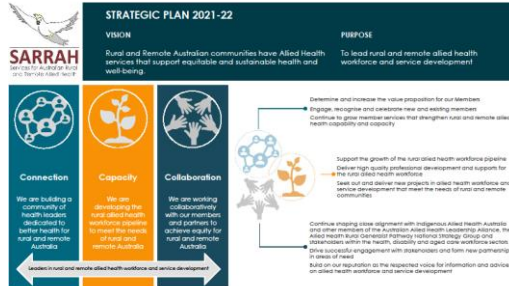 STRATEGIC PLAN 2021-22
VISION
Rural and Remote Australian communities have Allied Health
services that support equitable and sustainable health and
well-being.
PURPOSE
To lead rural and remote allied health
workforce and service development
SARRAH
Services for Australian Rural
and Remote Allied Health
Connection
We are building a
community of
health leaders
dedicated to
better health for
rural and remote
Australia
Capacity
We are
developing the
rural allied health
workforce pipeline
to meet the
needs of rural
and remote
Australia
Collaboration
We are working
collaboratively
with our members
and partners to
achieve equity for
rural and remote
Australia
Leaders in rural and remote allied health workforce and service development
Determine and increase the value proposition for our Members
Engage, recognise and celebrate new and existing members
Continue to grow member services that strengthen rural and remote allied
health capability and capacity
Support the growth of the rural allied health workforce pipeline
Deliver high quality professional development and supports for
the rural allied health workforce
Seek out and deliver new projects in allied health workforce and
service development that meet the needs of rural and remote
communities
Continue shaping close alignment with Indigenous Allied Health Australia
and other members of the Australian Allied Health Leadership Alliance, the
Allied Health Rural Generalist Pathway National Strategy Group and
stakeholders within the health, disability and aged care workforce sectors
Drive successful engagement with stakeholders and form new partnerships
in areas of need
Build on our reputation as the respected voice for information and advice
on allied health workforce and service development